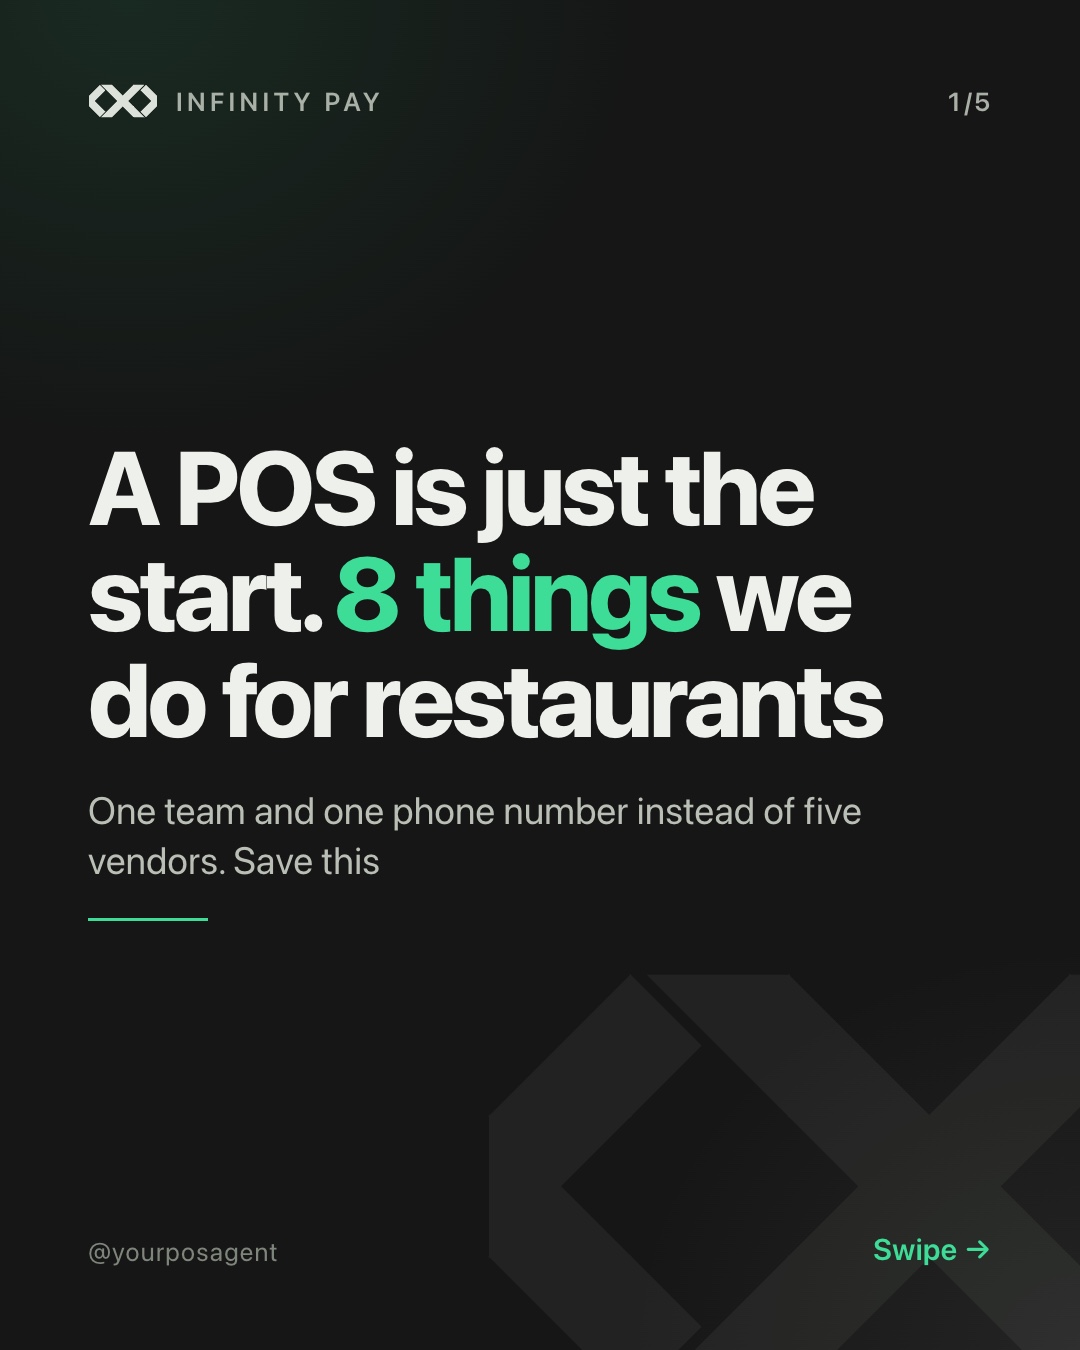 INFINITY PAY
1/5
A POS is just the
start. 8 things we
do for restaurants
One team and one phone number instead of five
vendors. Save this
@yourposagent
Swipe →